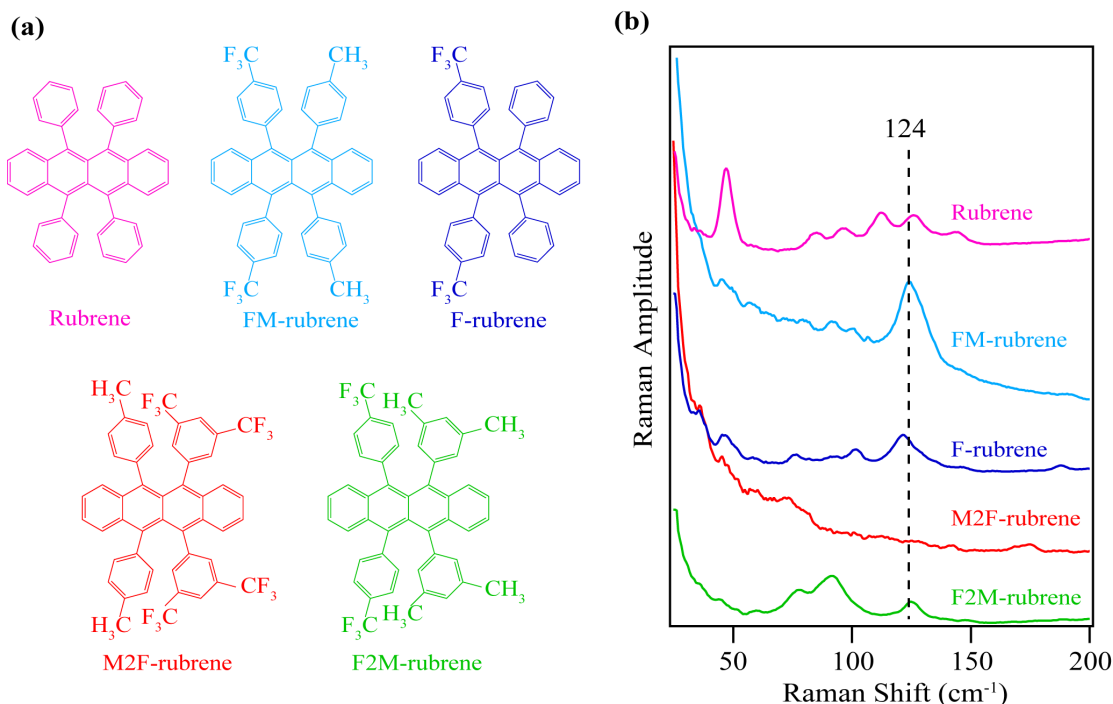 (a)
F₃C CH₃ F₃C
F₃C CH₃ F₃C
Rubrene FM-rubrene F-rubrene
H₃C F₃C CF₃ F₃C H₃C CH₃
H₃C F₃C CF₃ F₃C H₃C CH₃
M2F-rubrene F2M-rubrene
(b)
124
Rubrene
FM-rubrene
F-rubrene
M2F-rubrene
F2M-rubrene
Raman Amplitude
50 100 150 200
Raman Shift (cm⁻¹)